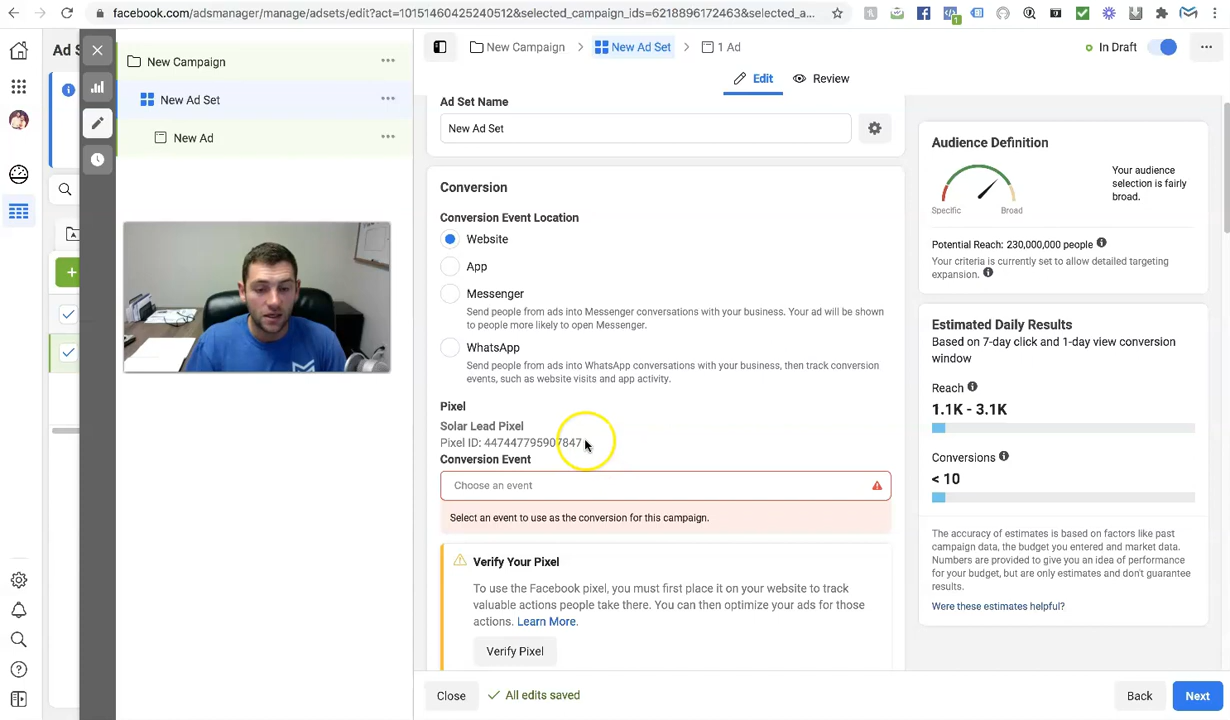 facebook.com/adsmanager/manage/adsets/edit?act=10151460425240512&selected_campaign_ids=6218896172463&selected_a...
Ad S
New Campaign
New Ad Set
New Ad
New Campaign
New Ad Set
1 Ad
In Draft
Edit
Review
Ad Set Name
New Ad Set
Conversion
Conversion Event Location
Website
App
Messenger
Send people from ads into Messenger conversations with your business. Your ad will be shown
to people more likely to open Messenger.
WhatsApp
Send people from ads into WhatsApp conversations with your business, then track conversion
events, such as website visits and app activity.
Pixel
Solar Lead Pixel
Pixel ID: 447447795907847
Conversion Event
Choose an event
Select an event to use as the conversion for this campaign.
Verify Your Pixel
To use the Facebook pixel, you must first place it on your website to track
valuable actions people take there. You can then optimize your ads for those
actions. Learn More.
Verify Pixel
Close
All edits saved
Back
Next
Audience Definition
Your audience
selection is fairly
broad.
Specific
Broad
Potential Reach: 230,000,000 people
Your criteria is currently set to allow detailed targeting
expansion.
Estimated Daily Results
Based on 7-day click and 1-day view conversion
window
Reach
1.1K - 3.1K
Conversions
< 10
The accuracy of estimates is based on factors like past
campaign data, the budget you entered and market data.
Numbers are provided to give you an idea of performance
for your budget, but are only estimates and don't guarantee
results.
Were these estimates helpful?